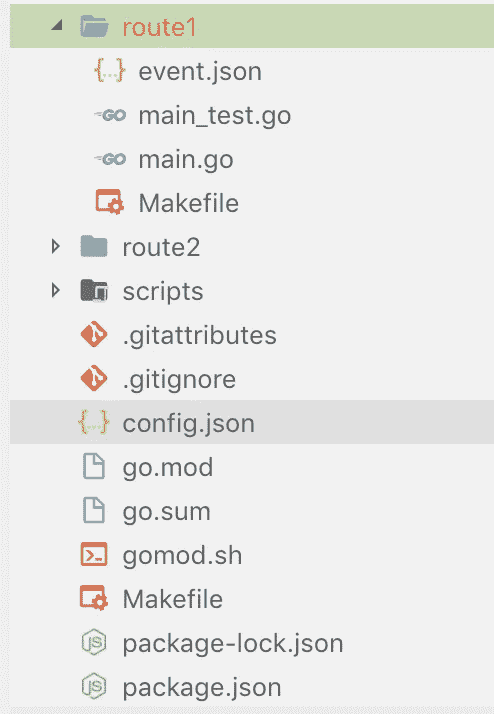 route1
{...} event.json
GO main_test.go
GO main.go
Makefile
route2
scripts
.gitattributes
.gitignore
{...} config.json
go.mod
go.sum
gomod.sh
Makefile
JS package-lock.json
JS package.json